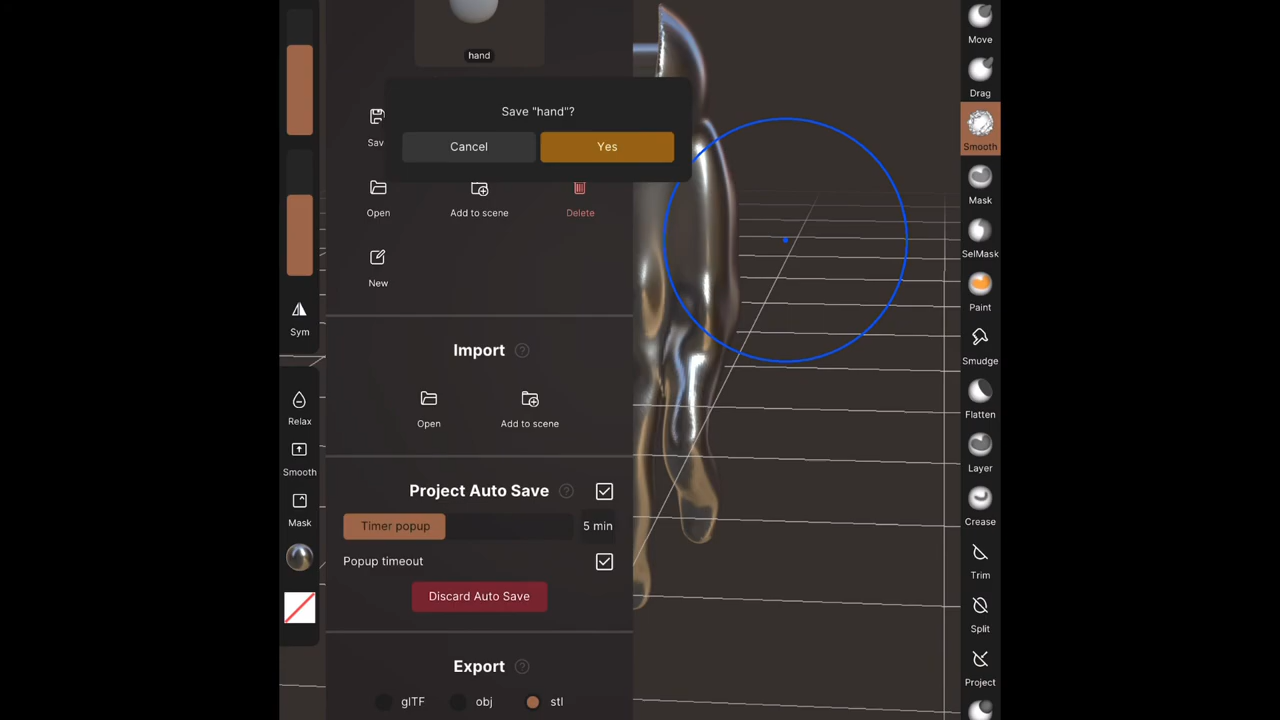 hand
Save "hand"?
Cancel
Yes
Sav
Open
Add to scene
Delete
New
Import
Open
Add to scene
Project Auto Save
Timer popup
5 min
Popup timeout
Discard Auto Save
Export
glTF
obj
stl
Sym
Relax
Smooth
Mask
Move
Drag
Smooth
Mask
SelMask
Paint
Smudge
Flatten
Layer
Crease
Trim
Split
Project